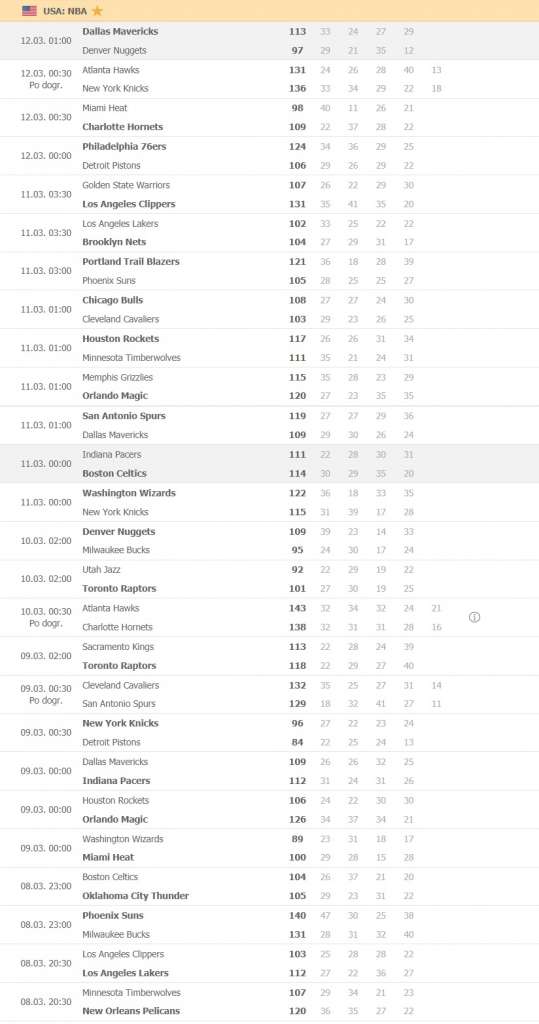 USA: NBA
12.03. 01:00 Dallas Mavericks 113 33 24 27 29
Denver Nuggets 97 29 21 35 12
12.03. 00:30 Po dogr. Atlanta Hawks 131 24 26 28 40 13
New York Knicks 136 33 34 29 22 18
12.03. 00:30 Miami Heat 98 40 11 26 21
Charlotte Hornets 109 22 37 28 22
12.03. 00:00 Philadelphia 76ers 124 34 36 29 25
Detroit Pistons 106 29 26 29 22
11.03. 03:30 Golden State Warriors 107 26 22 29 30
Los Angeles Clippers 131 35 41 35 20
11.03. 03:30 Los Angeles Lakers 102 33 25 22 22
Brooklyn Nets 104 27 29 31 17
11.03. 03:00 Portland Trail Blazers 121 36 18 28 39
Phoenix Suns 105 28 25 25 27
11.03. 01:00 Chicago Bulls 108 27 27 24 30
Cleveland Cavaliers 103 29 23 26 25
11.03. 01:00 Houston Rockets 117 26 26 31 34
Minnesota Timberwolves 111 35 21 24 31
11.03. 01:00 Memphis Grizzlies 115 35 28 23 29
Orlando Magic 120 27 23 35 35
11.03. 01:00 San Antonio Spurs 119 27 27 29 36
Dallas Mavericks 109 29 30 26 24
11.03. 00:00 Indiana Pacers 111 22 28 30 31
Boston Celtics 114 30 29 35 20
11.03. 00:00 Washington Wizards 122 36 18 33 35
New York Knicks 115 31 39 17 28
10.03. 02:00 Denver Nuggets 109 39 23 14 33
Milwaukee Bucks 95 24 30 17 24
10.03. 02:00 Utah Jazz 92 22 29 19 22
Toronto Raptors 101 27 30 19 25
10.03. 00:30 Po dogr. Atlanta Hawks 143 32 34 32 24 21
Charlotte Hornets 138 32 31 31 28 16
09.03. 02:00 Sacramento Kings 113 22 28 24 39
Toronto Raptors 118 22 29 27 40
09.03. 00:30 Po dogr. Cleveland Cavaliers 132 35 25 27 31 14
San Antonio Spurs 129 18 32 41 27 11
09.03. 00:30 New York Knicks 96 27 22 23 24
Detroit Pistons 84 22 25 24 13
09.03. 00:00 Dallas Mavericks 109 26 26 32 25
Indiana Pacers 112 31 24 31 26
09.03. 00:00 Houston Rockets 106 24 22 30 30
Orlando Magic 126 34 37 34 21
09.03. 00:00 Washington Wizards 89 23 31 18 17
Miami Heat 100 29 28 15 28
08.03. 23:00 Boston Celtics 104 26 37 21 20
Oklahoma City Thunder 105 29 23 31 22
08.03. 23:00 Phoenix Suns 140 47 30 25 38
Milwaukee Bucks 131 28 31 32 40
08.03. 20:30 Los Angeles Clippers 103 25 28 28 22
Los Angeles Lakers 112 27 22 36 27
08.03. 20:30 Minnesota Timberwolves 107 29 34 21 23
New Orleans Pelicans 120 36 35 27 22